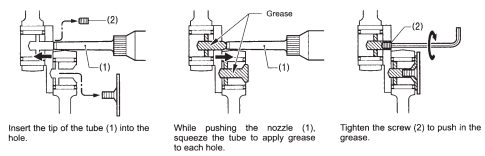 (2)
(1)
Grease
(1)
(2)
Insert the tip of the tube (1) into the
hole.
While pushing the nozzle (1),
squeeze the tube to apply grease
to each hole.
Tighten the screw (2) to push in the
grease.